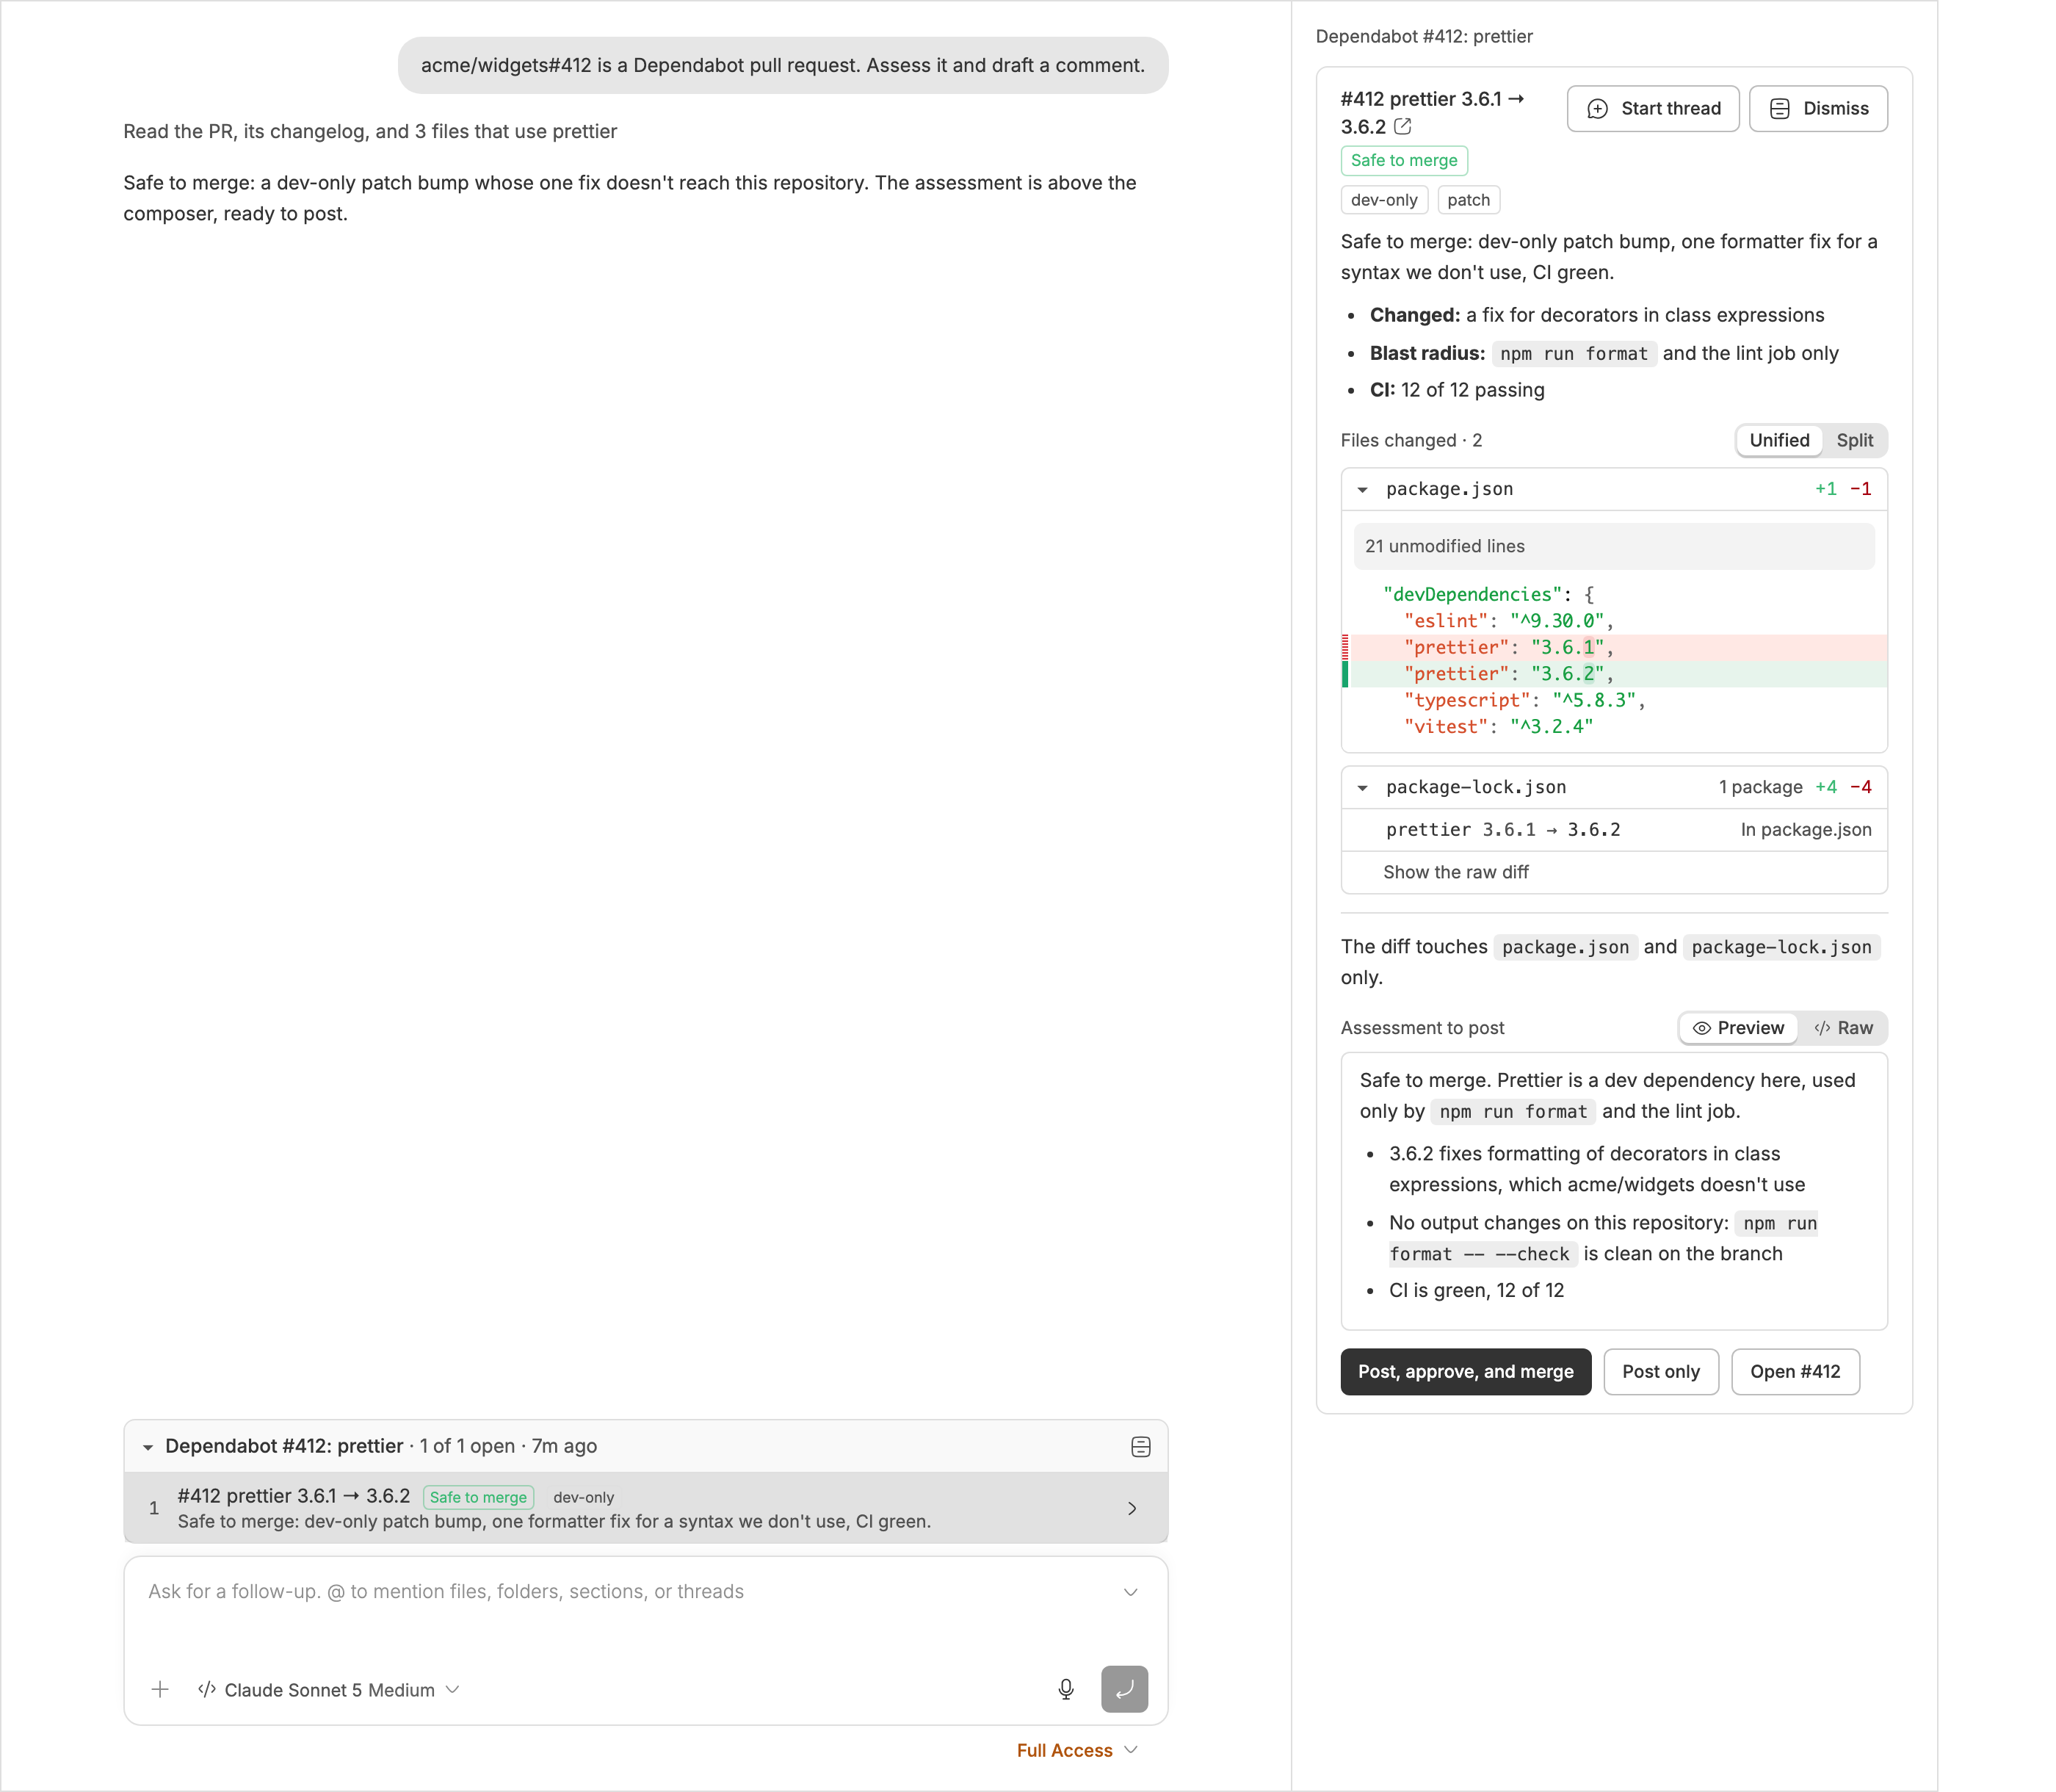 acme/widgets#412 is a Dependabot pull request. Assess it and draft a comment.
Read the PR, its changelog, and 3 files that use prettier
Safe to merge: a dev-only patch bump whose one fix doesn't reach this repository. The assessment is above the
composer, ready to post.
Dependabot #412: prettier · 1 of 1 open · 7m ago
1
#412 prettier 3.6.1 → 3.6.2 Safe to merge dev-only
Safe to merge: dev-only patch bump, one formatter fix for a syntax we don't use, CI green.
Ask for a follow-up. @ to mention files, folders, sections, or threads
Claude Sonnet 5 Medium
Full Access
Dependabot #412: prettier
#412 prettier 3.6.1 →
3.6.2
Start thread
Dismiss
Safe to merge
dev-only patch
Safe to merge: dev-only patch bump, one formatter fix for a
syntax we don't use, CI green.
• Changed: a fix for decorators in class expressions
• Blast radius: npm run format and the lint job only
• CI: 12 of 12 passing
Files changed · 2
Unified Split
package.json +1 −1
21 unmodified lines
"devDependencies": {
"eslint": "^9.30.0",
"prettier": "3.6.1",
"prettier": "3.6.2",
"typescript": "^5.8.3",
"vitest": "^3.2.4"
package-lock.json 1 package +4 −4
prettier 3.6.1 → 3.6.2 In package.json
Show the raw diff
The diff touches package.json and package-lock.json
only.
Assessment to post
Preview Raw
Safe to merge. Prettier is a dev dependency here, used
only by npm run format and the lint job.
• 3.6.2 fixes formatting of decorators in class
expressions, which acme/widgets doesn't use
• No output changes on this repository: npm run
format -- --check is clean on the branch
• CI is green, 12 of 12
Post, approve, and merge
Post only
Open #412